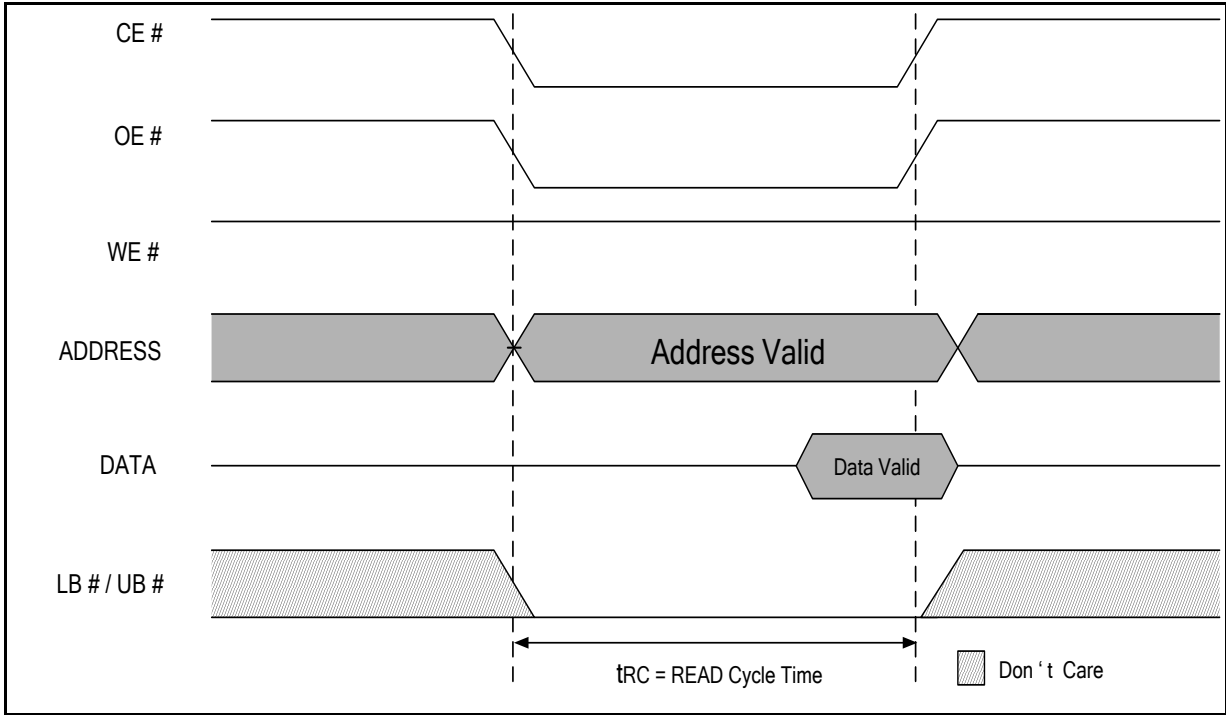 CE #
OE #
WE #
ADDRESS
Address Valid
DATA
Data Valid
LB # / UB #
tRC = READ Cycle Time
Don ‘ t Care